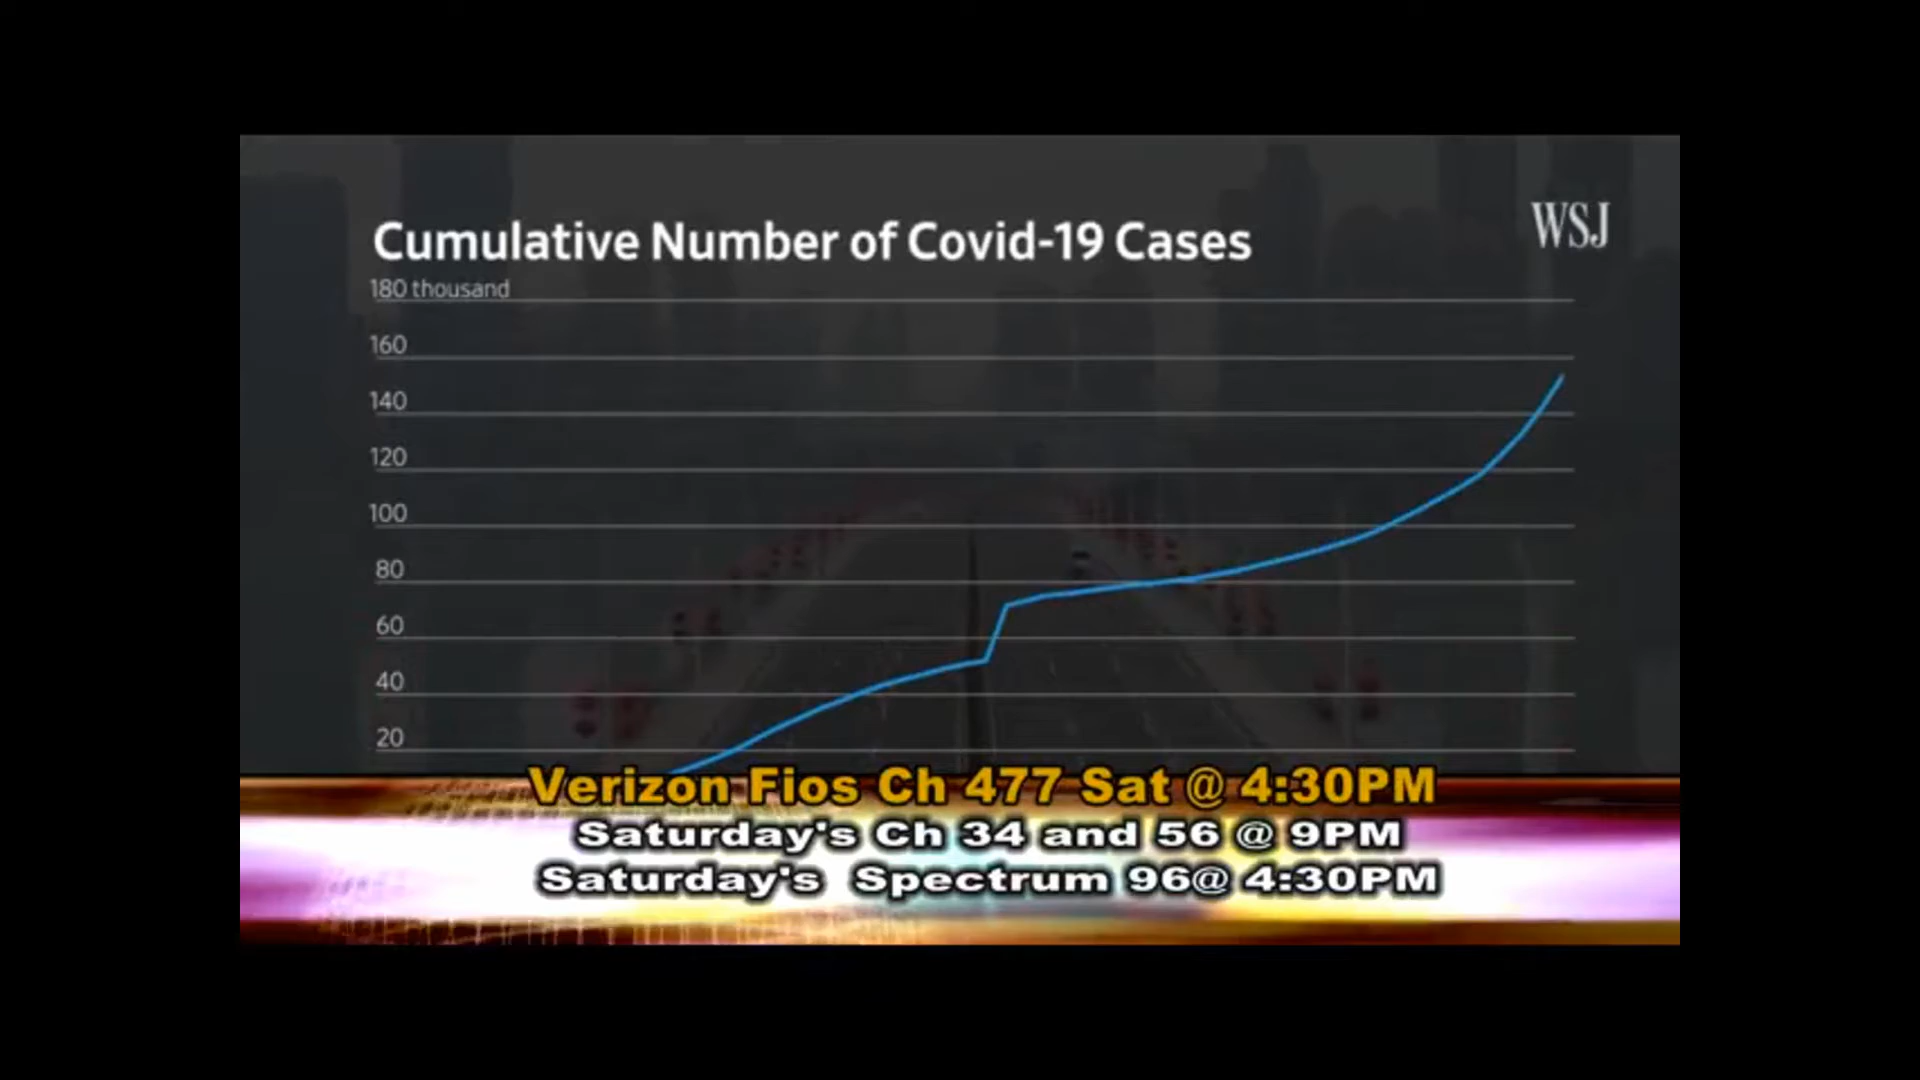 WSJ
Cumulative Number of Covid-19 Cases
180 thousand
160
140
120
100
80
60
40
20
Verizon Fios Ch 477 Sat @ 4:30PM
Saturday's Ch 34 and 56 @ 9PM
Saturday's Spectrum 96@ 4:30PM